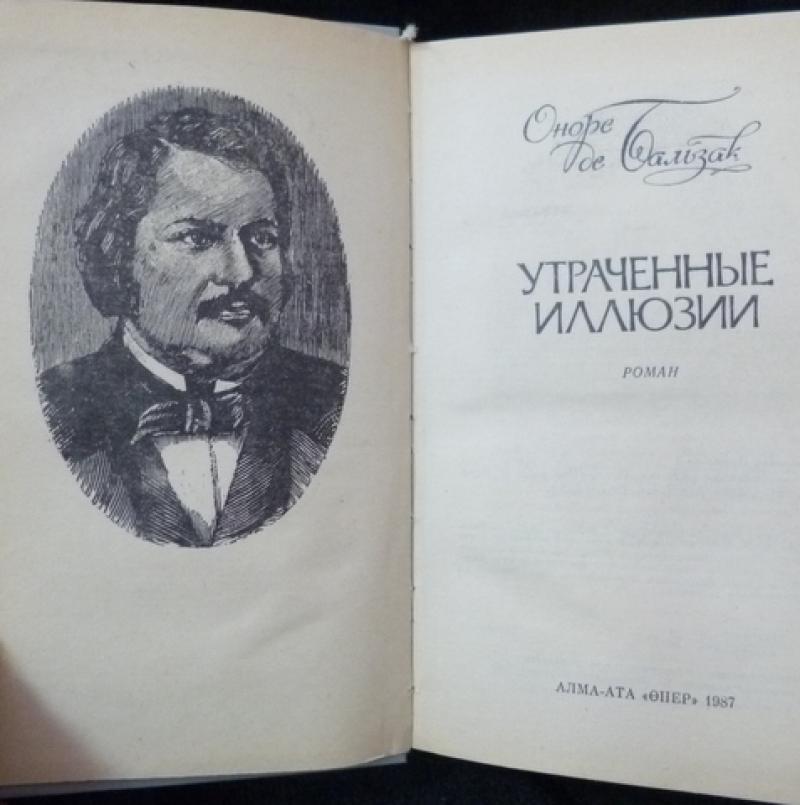 Оноре
де Бальзак
УТРАЧЕННЫЕ
ИЛЛЮЗИИ
РОМАН
АЛМА-АТА «ӨНЕР» 1987